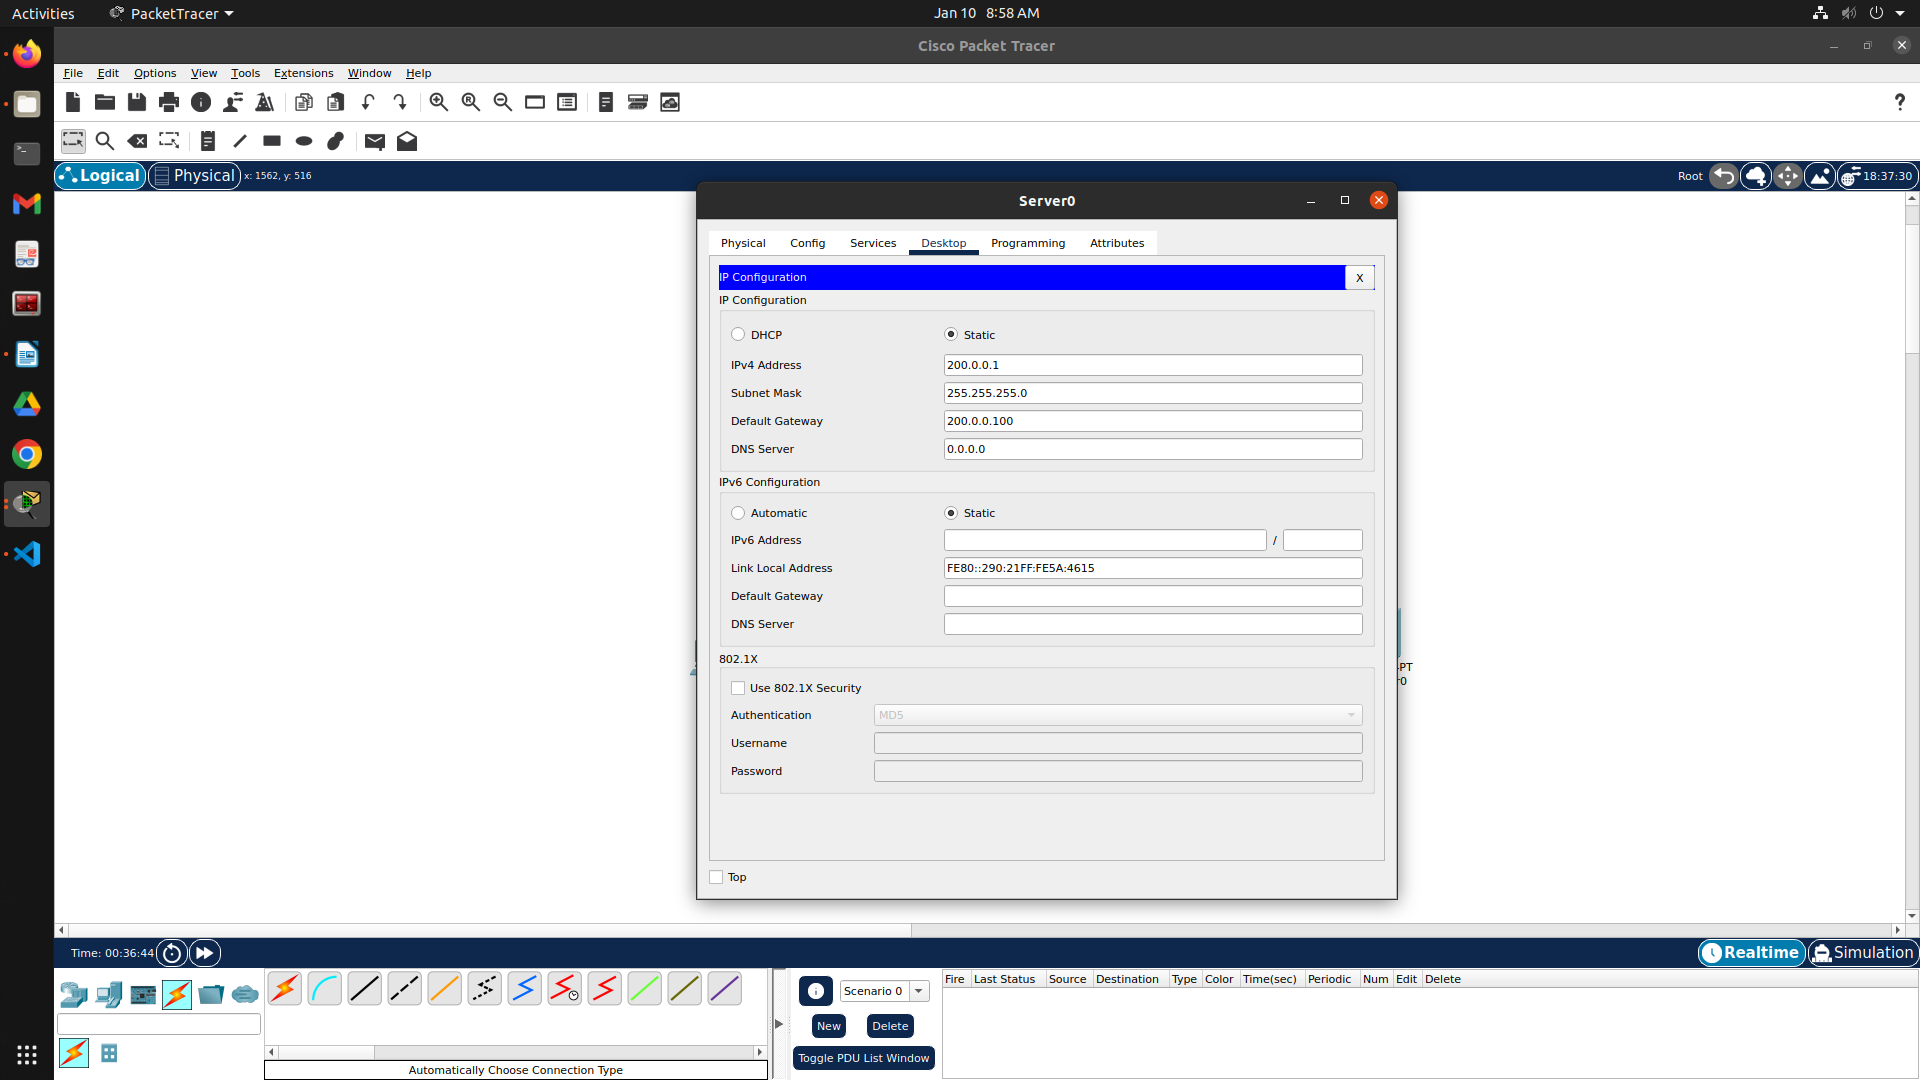 Activities
PacketTracer
Jan 10 8:58 AM
Cisco Packet Tracer
File Edit Options View Tools Extensions Window Help
?
Logical
Physical
x: 1562, y: 516
Root
18:37:30
Server0
Physical Config Services Desktop Programming Attributes
IP Configuration
X
IP Configuration
DHCP
Static
IPv4 Address
200.0.0.1
Subnet Mask
255.255.255.0
Default Gateway
200.0.0.100
DNS Server
0.0.0.0
IPv6 Configuration
Automatic
Static
IPv6 Address
/
Link Local Address
FE80::290:21FF:FE5A:4615
Default Gateway
DNS Server
802.1X
Use 802.1X Security
Authentication
MD5
Username
Password
Top
-PT
r0
Time: 00:36:44
Realtime
Simulation
Scenario 0
New
Delete
Toggle PDU List Window
Fire Last Status Source Destination Type Color Time(sec) Periodic Num Edit Delete
Automatically Choose Connection Type